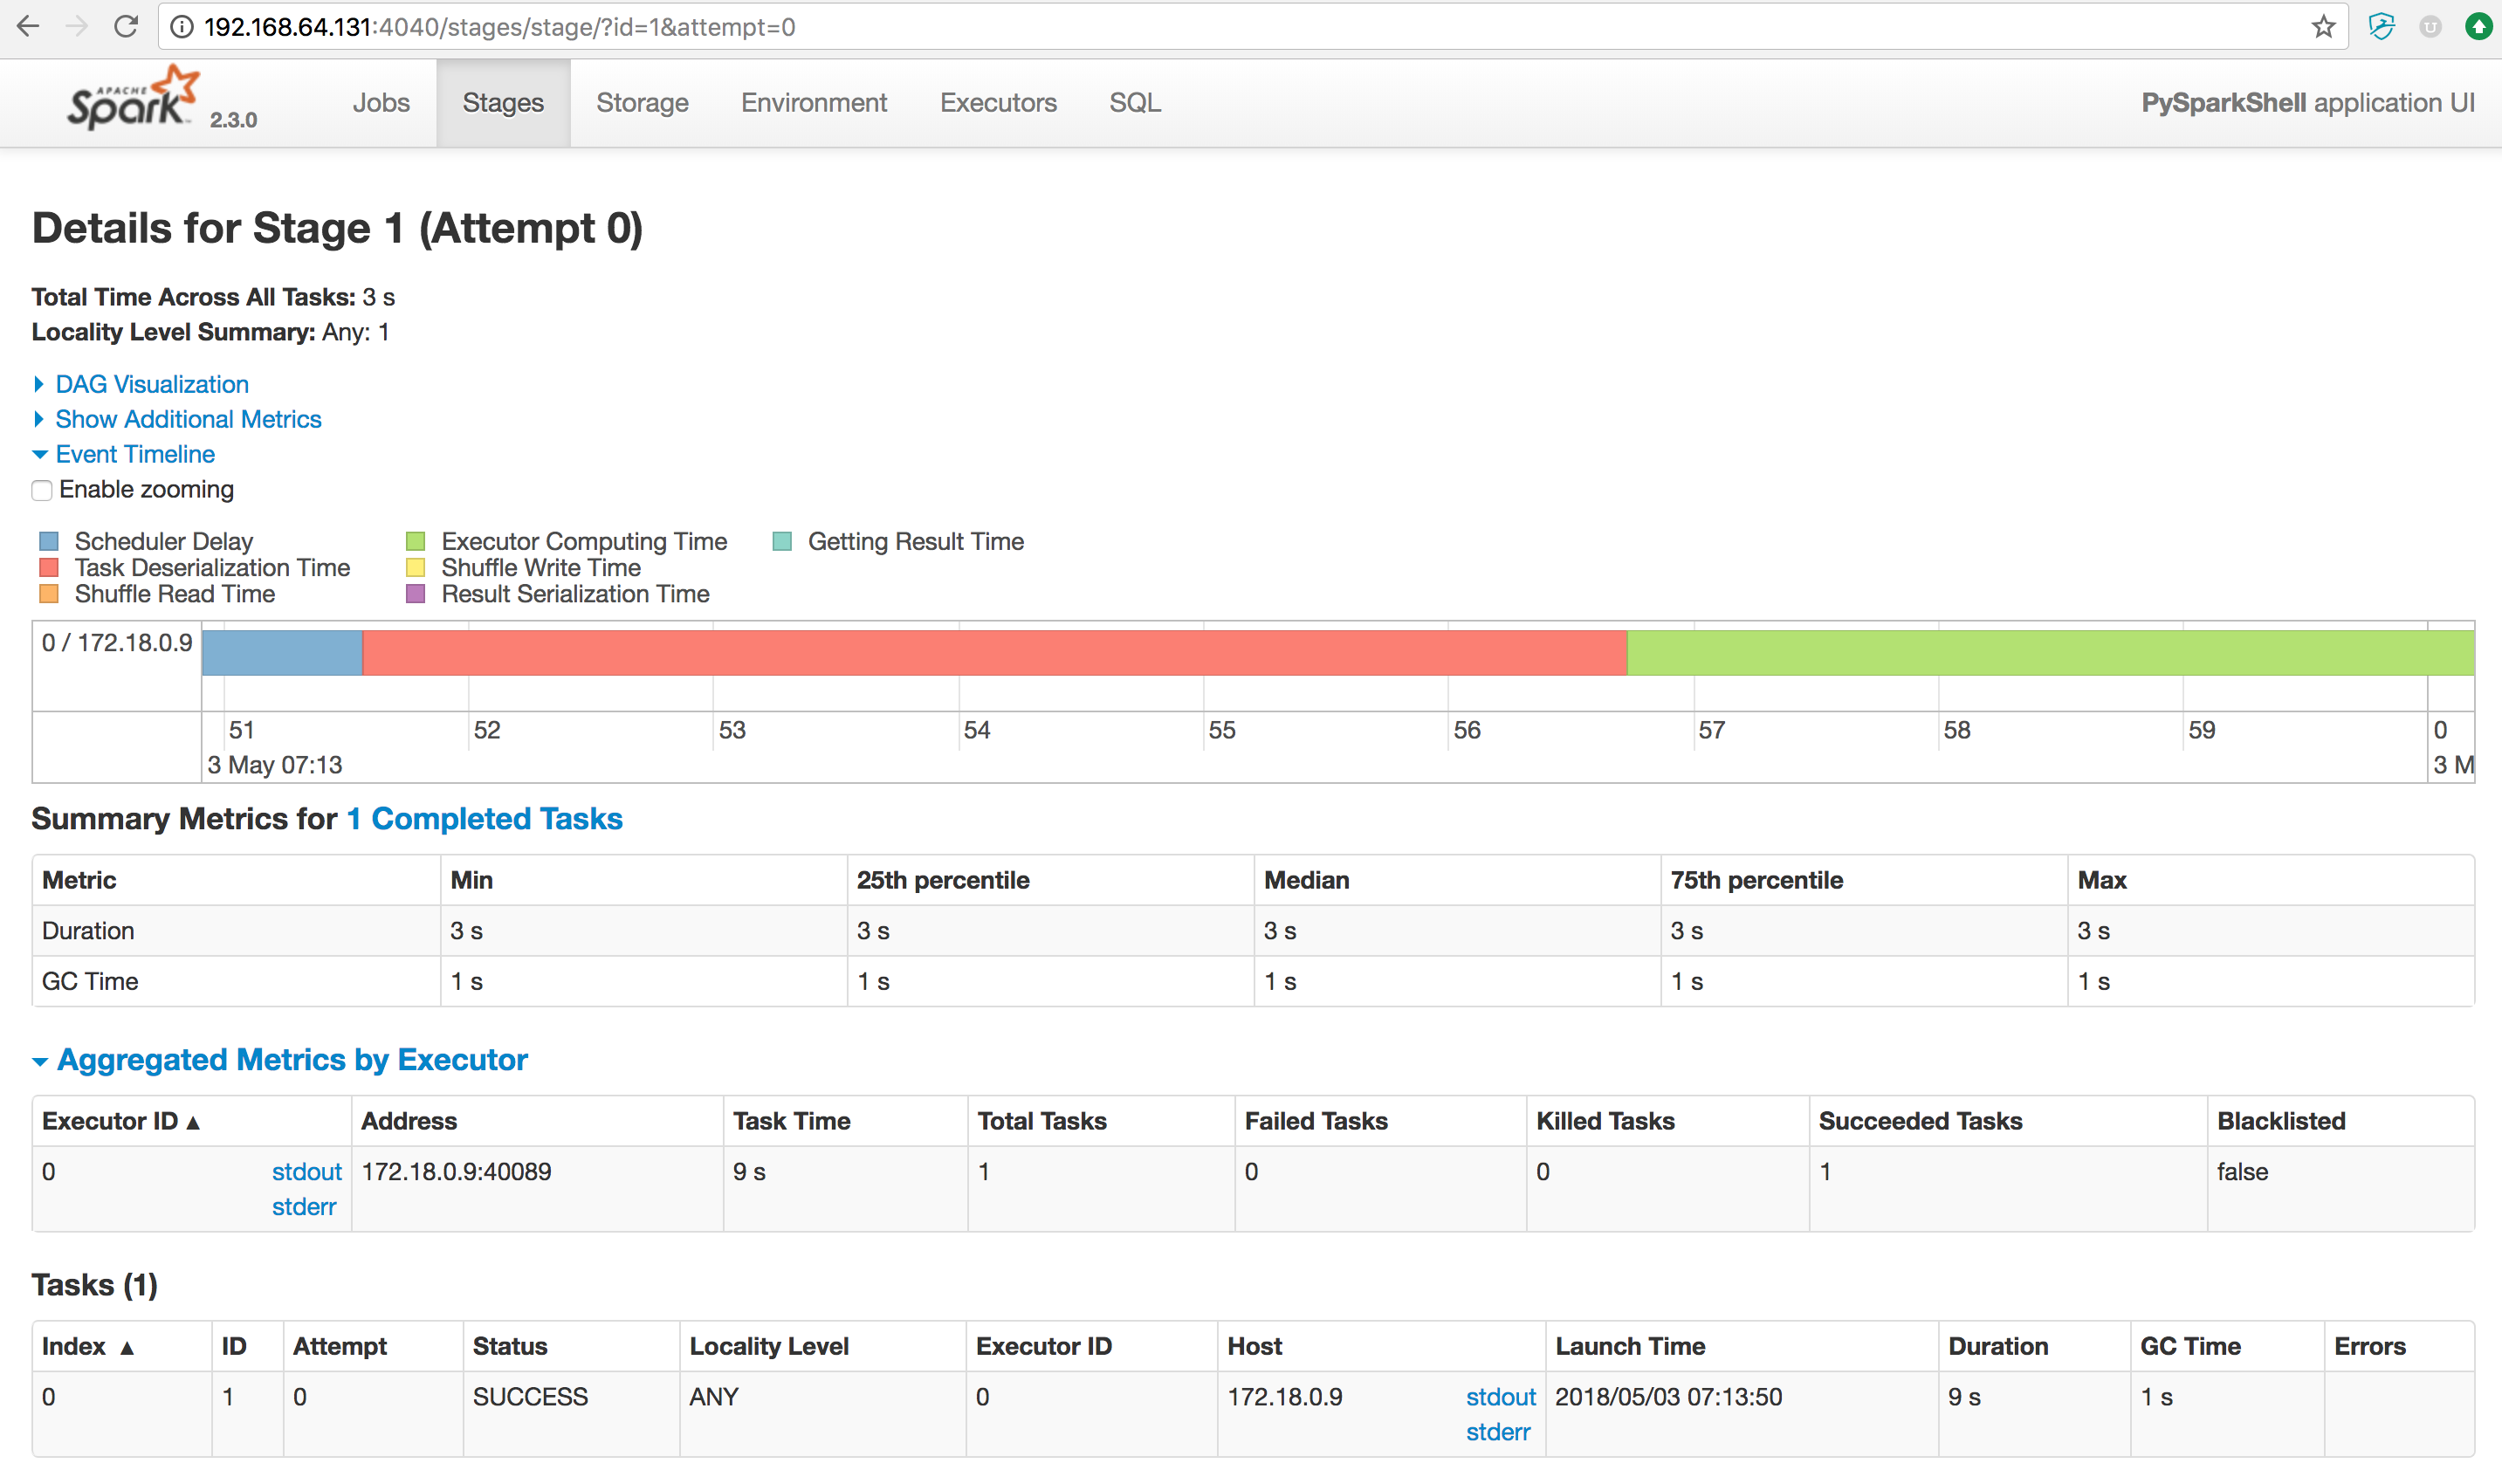 192.168.64.131:4040/stages/stage/?id=1&attempt=0
APACHE Spark™ 2.3.0 Jobs Stages Storage Environment Executors SQL PySparkShell application UI
Details for Stage 1 (Attempt 0)
Total Time Across All Tasks: 3 s
Locality Level Summary: Any: 1
DAG Visualization
Show Additional Metrics
Event Timeline
Enable zooming
Scheduler Delay Executor Computing Time Getting Result Time
Task Deserialization Time Shuffle Write Time
Shuffle Read Time Result Serialization Time
0 / 172.18.0.9
51 52 53 54 55 56 57 58 59 0
3 May 07:13 3 M
Summary Metrics for 1 Completed Tasks
Metric Min 25th percentile Median 75th percentile Max
Duration 3 s 3 s 3 s 3 s 3 s
GC Time 1 s 1 s 1 s 1 s 1 s
Aggregated Metrics by Executor
Executor ID ▲ Address Task Time Total Tasks Failed Tasks Killed Tasks Succeeded Tasks Blacklisted
0 stdout 172.18.0.9:40089 9 s 1 0 0 1 false
stderr
Tasks (1)
Index ▲ ID Attempt Status Locality Level Executor ID Host Launch Time Duration GC Time Errors
0 1 0 SUCCESS ANY 0 172.18.0.9 stdout 2018/05/03 07:13:50 9 s 1 s
stderr